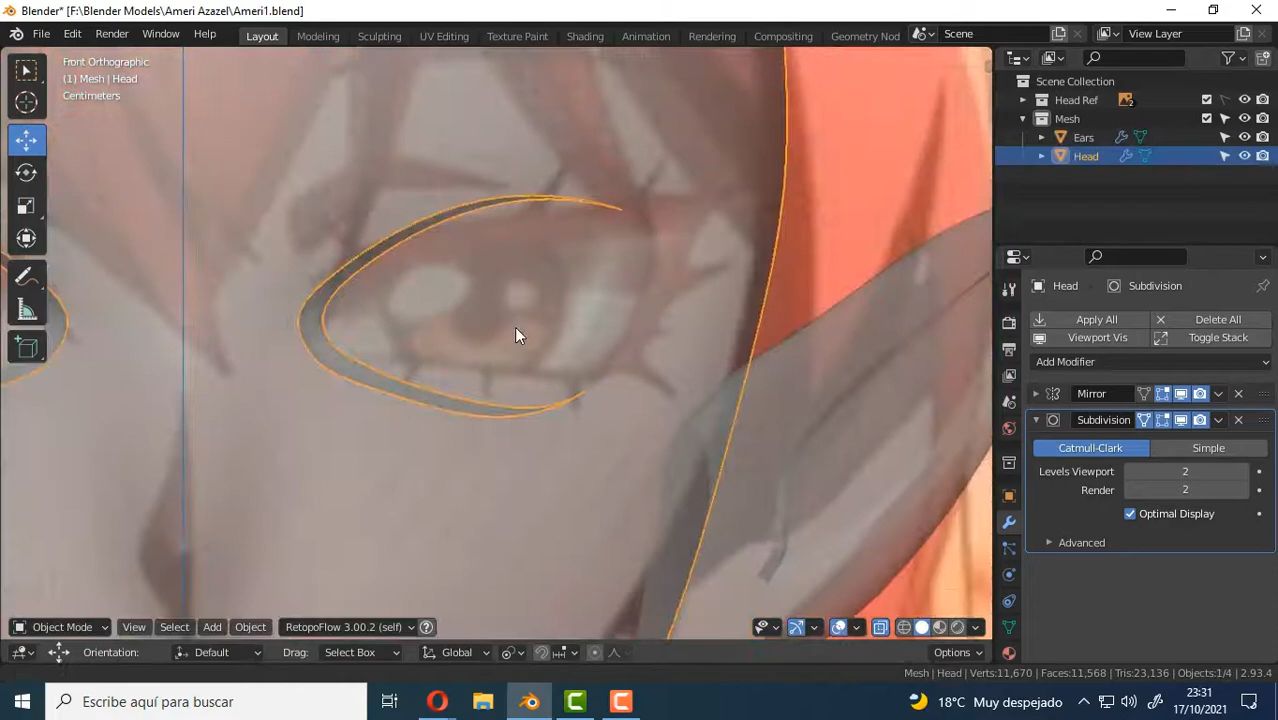 Blender* [F:\Blender Models\Ameri Azazel\Ameri1.blend]
File Edit Render Window Help Layout Modeling Sculpting UV Editing Texture Paint Shading Animation Rendering Compositing Geometry Nod Scene View Layer
Front Orthographic
(1) Mesh | Head
Centimeters
Scene Collection
Head Ref 2
Mesh
Ears
Head
Head Subdivision
Apply All Delete All
Viewport Vis Toggle Stack
Add Modifier
Mirror
Subdivision
Catmull-Clark Simple
Levels Viewport 2
Render 2
Optimal Display
Advanced
Object Mode View Select Add Object RetopoFlow 3.00.2 (self)
Orientation: Default Drag: Select Box Global Options
Mesh | Head | Verts:11,670 | Faces:11,568 | Tris:23,136 | Objects:1/4 | 2.93.4
Escribe aquí para buscar
18°C Muy despejado
23:31
17/10/2021